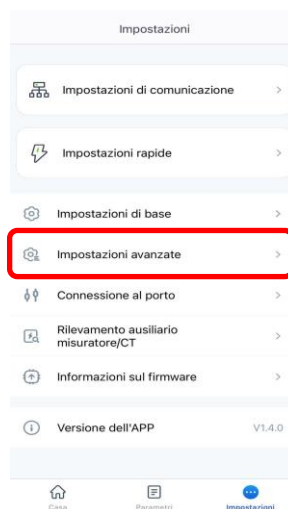 Impostazioni
Impostazioni di comunicazione
Impostazioni rapide
Impostazioni di base
Impostazioni avanzate
Connessione al porto
Rilevamento ausiliario
misuratore/CT
Informazioni sul firmware
Versione dell'APP V1.4.0
Casa Parametri Impostazioni